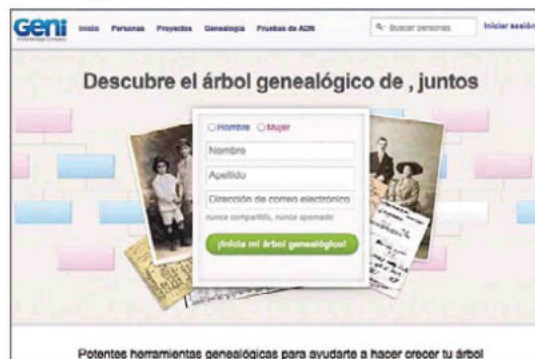 Geni
A MyHeritage Company
Inicio Personas Proyectos Genealogía Pruebas de ADN
Buscar personas
Iniciar sesión
Descubre el árbol genealógico de , juntos
Hombre Mujer
Nombre
Apellido
Dirección de correo electrónico
nunca compartido, nunca spameado
¡Inicia mi árbol genealógico!
Potentes herramientas genealógicas para ayudarte a hacer crecer tu árbol